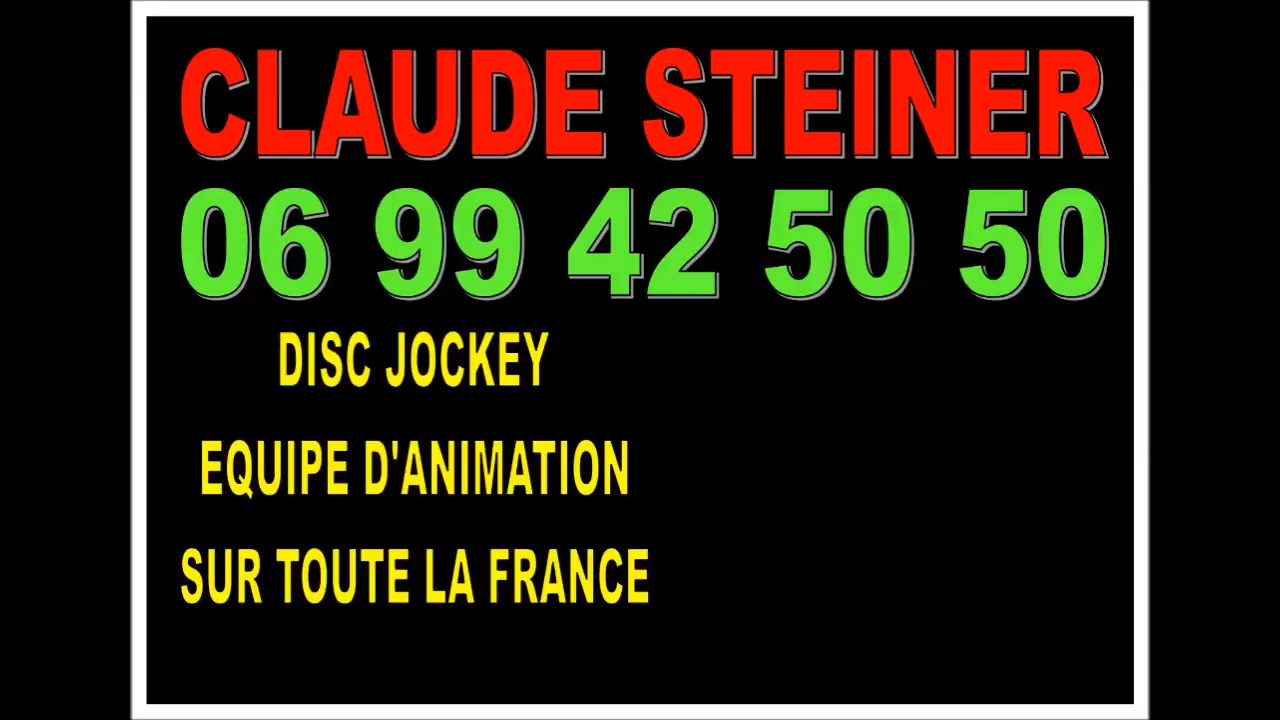 CLAUDE STEINER
06 99 42 50 50
DISC JOCKEY
EQUIPE D'ANIMATION
SUR TOUTE LA FRANCE